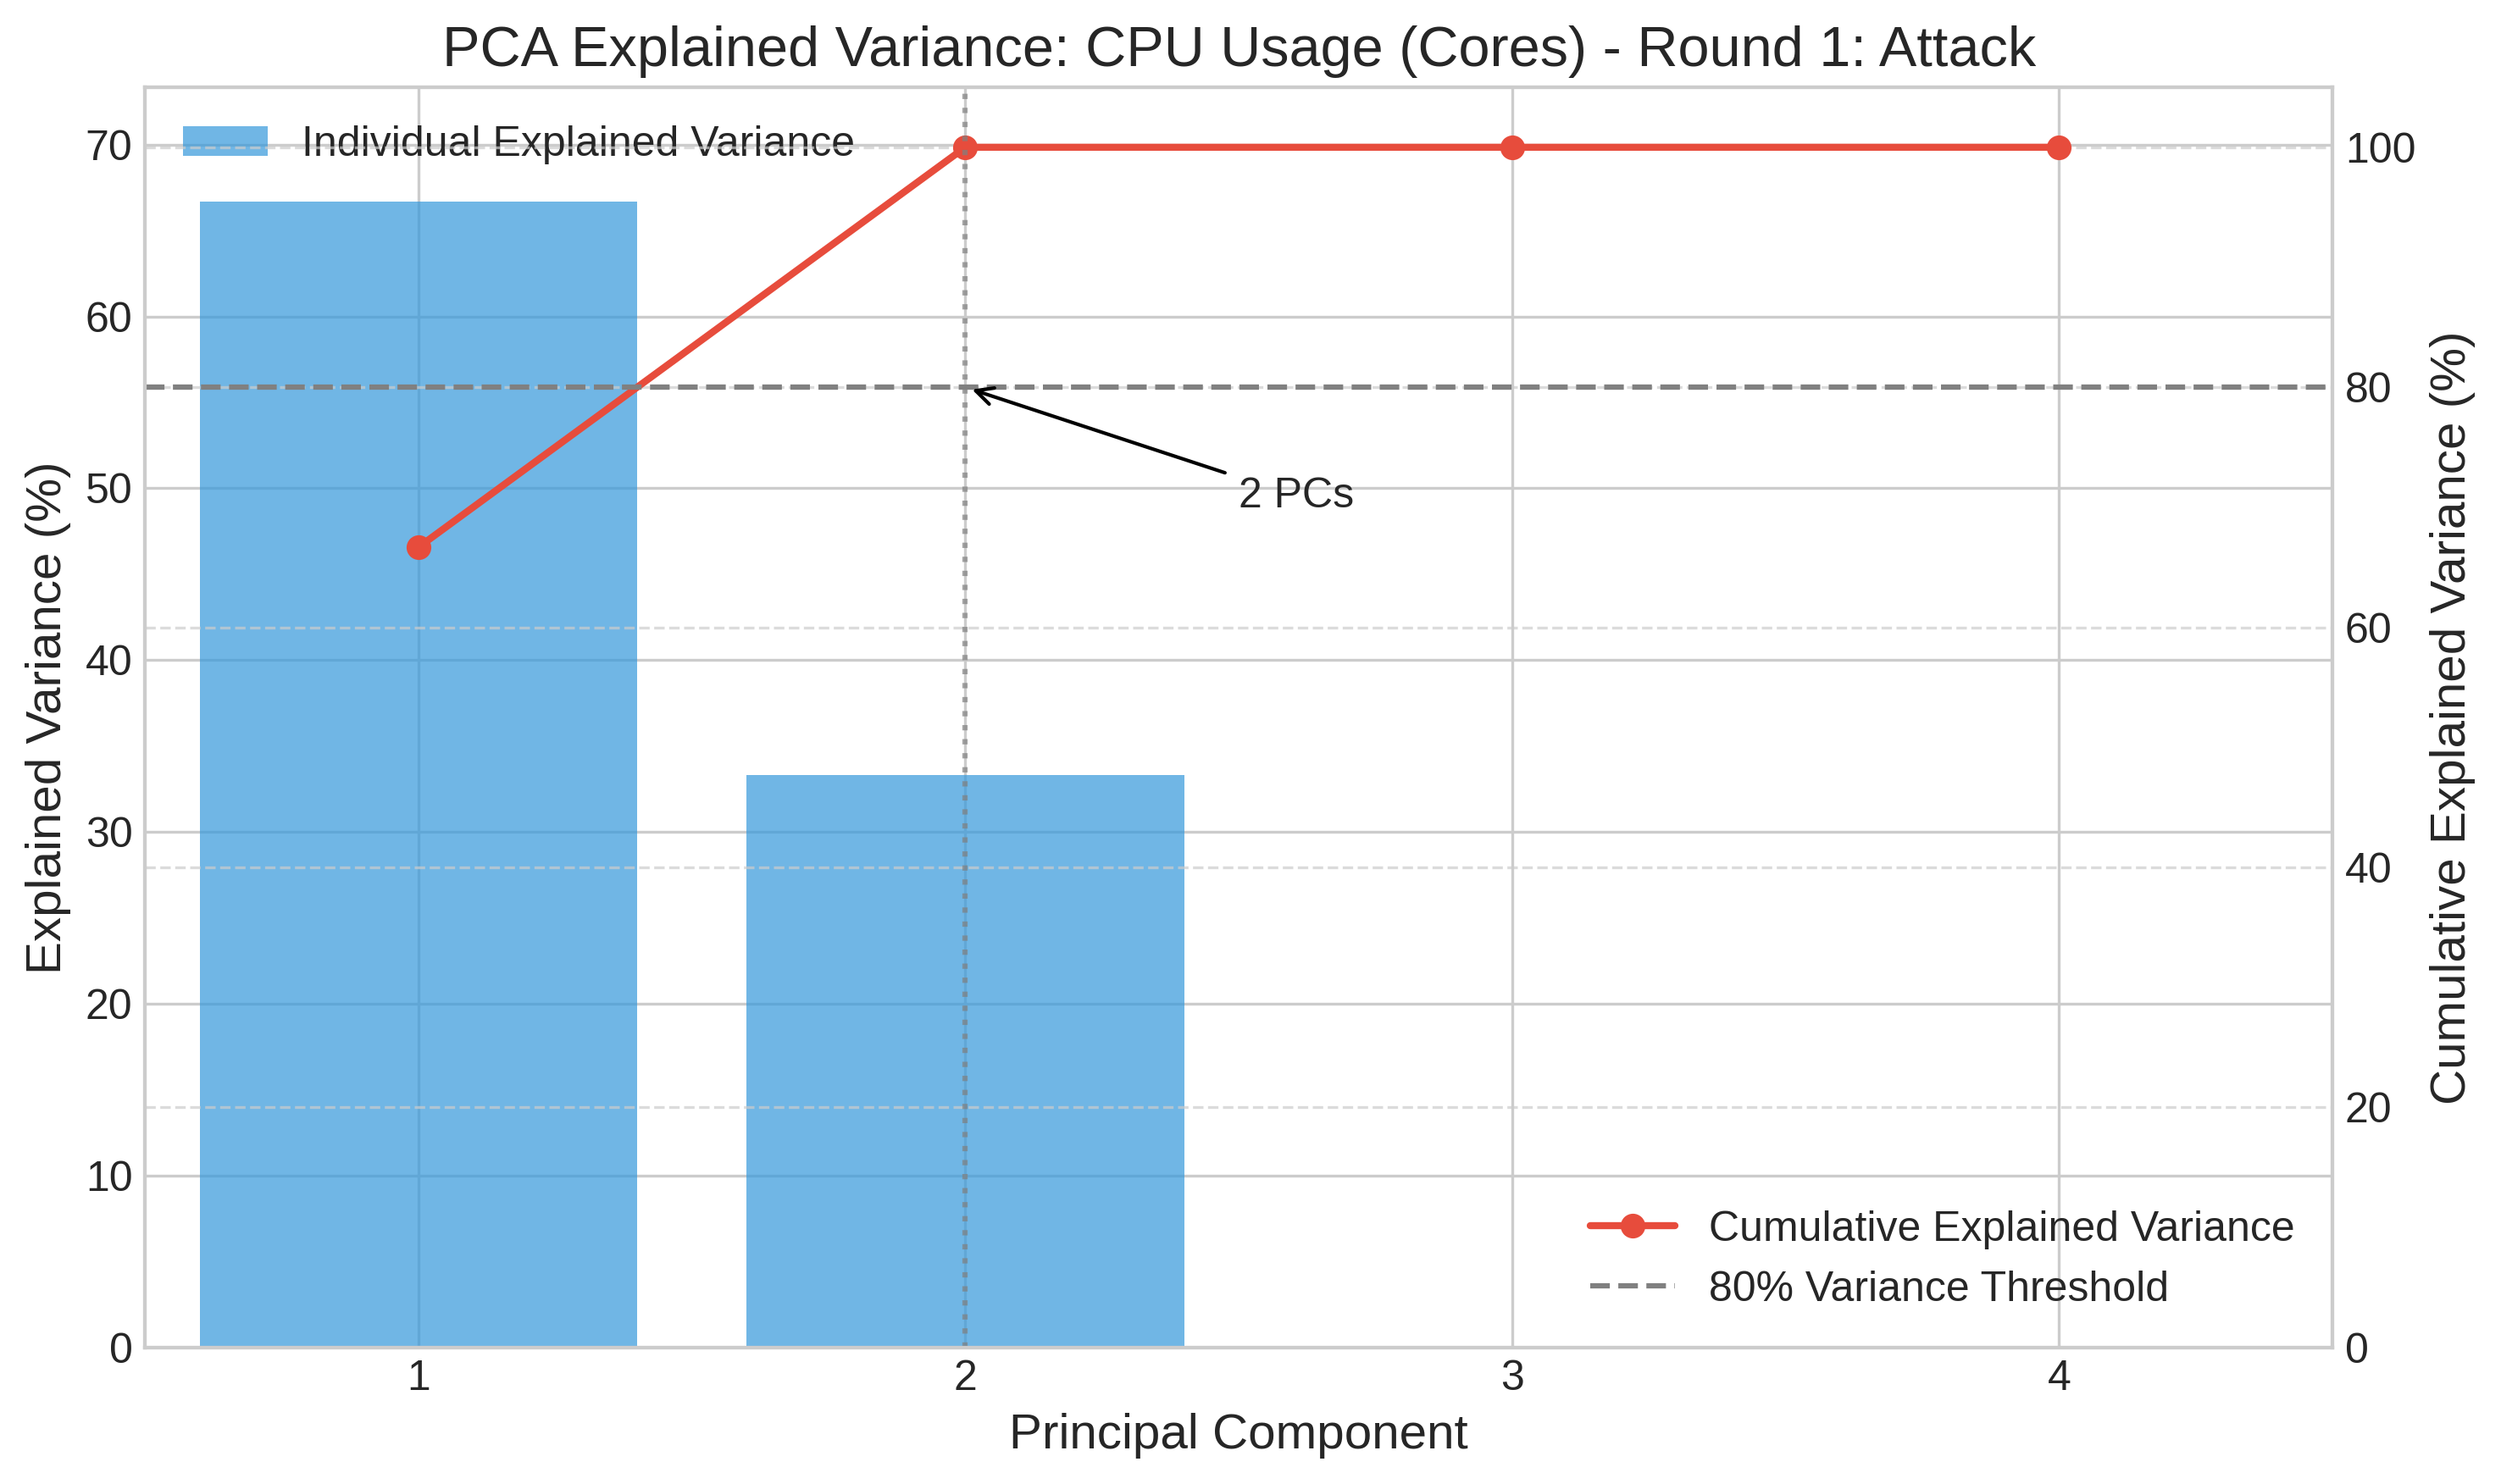 PCA Explained Variance: CPU Usage (Cores) - Round 1: Attack
Individual Explained Variance
70
60
50
40
30
20
10
0
Explained Variance (%)
2 PCs
100
80
60
40
20
0
Cumulative Explained Variance (%)
Cumulative Explained Variance
80% Variance Threshold
1 2 3 4
Principal Component